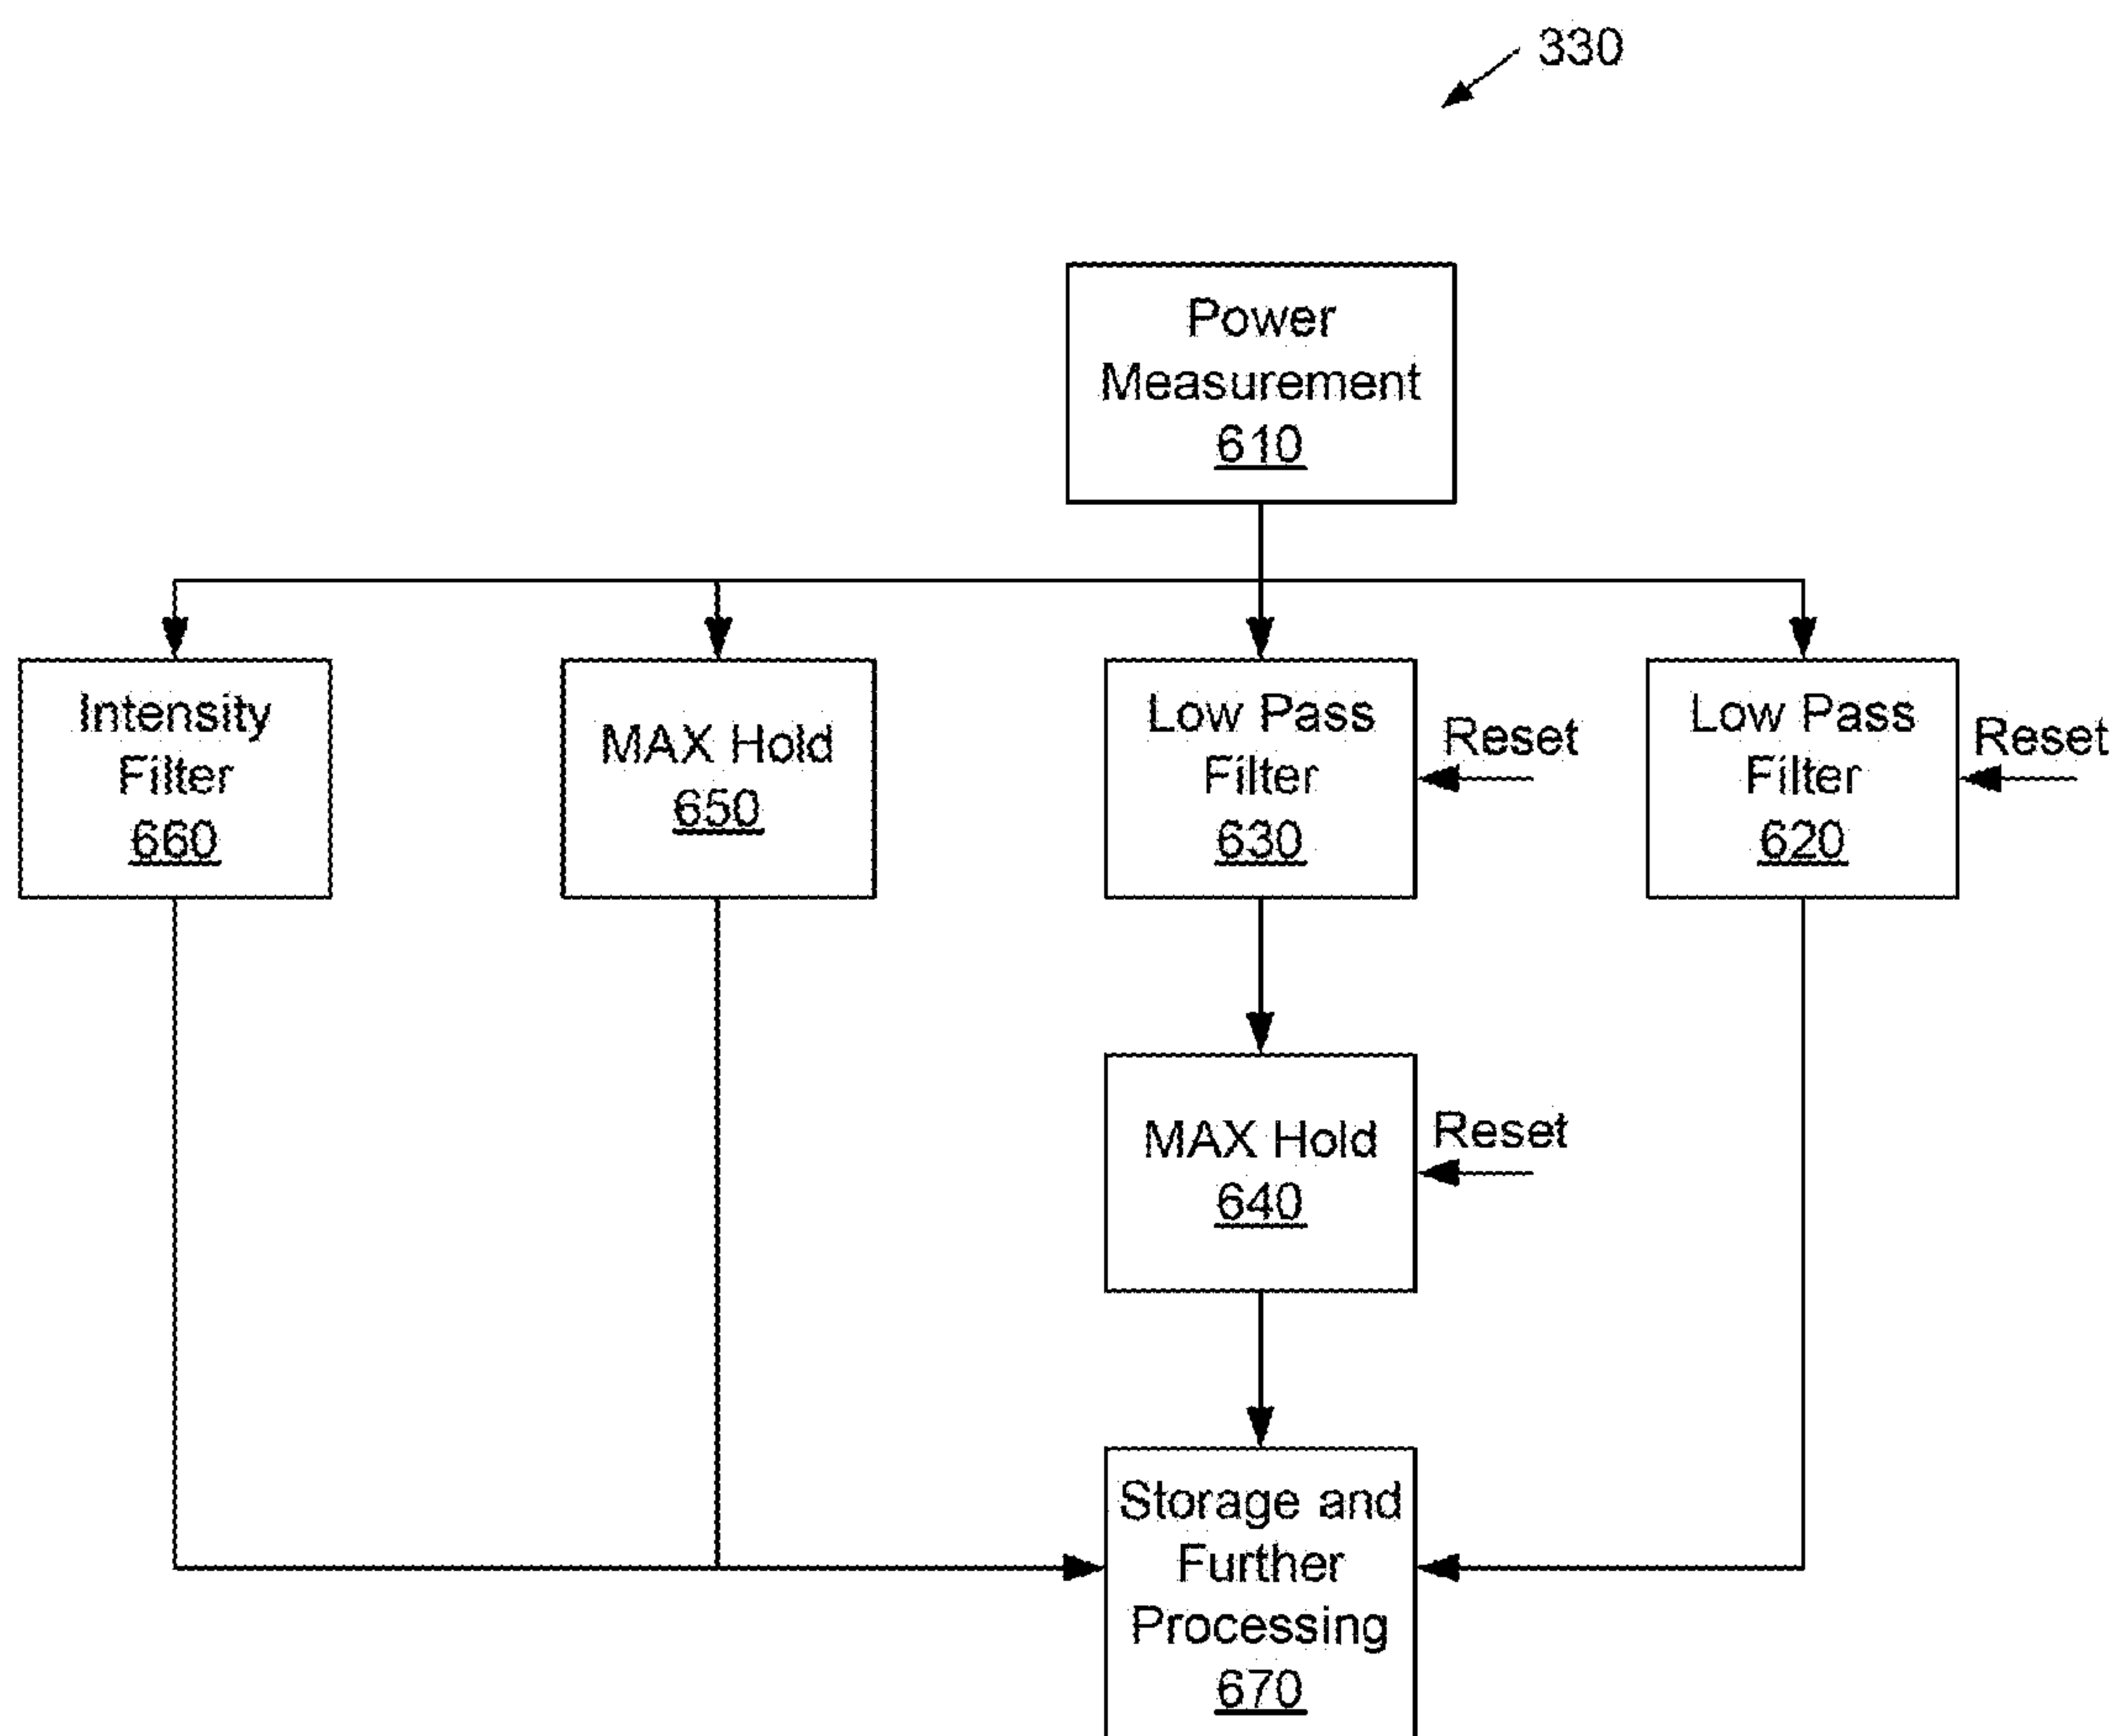 330
Power
Measurement
610
Intensity
Filter
660
MAX Hold
650
Low Pass
Filter
630
Reset
Low Pass
Filter
620
Reset
MAX Hold
640
Reset
Storage and
Further
Processing
670